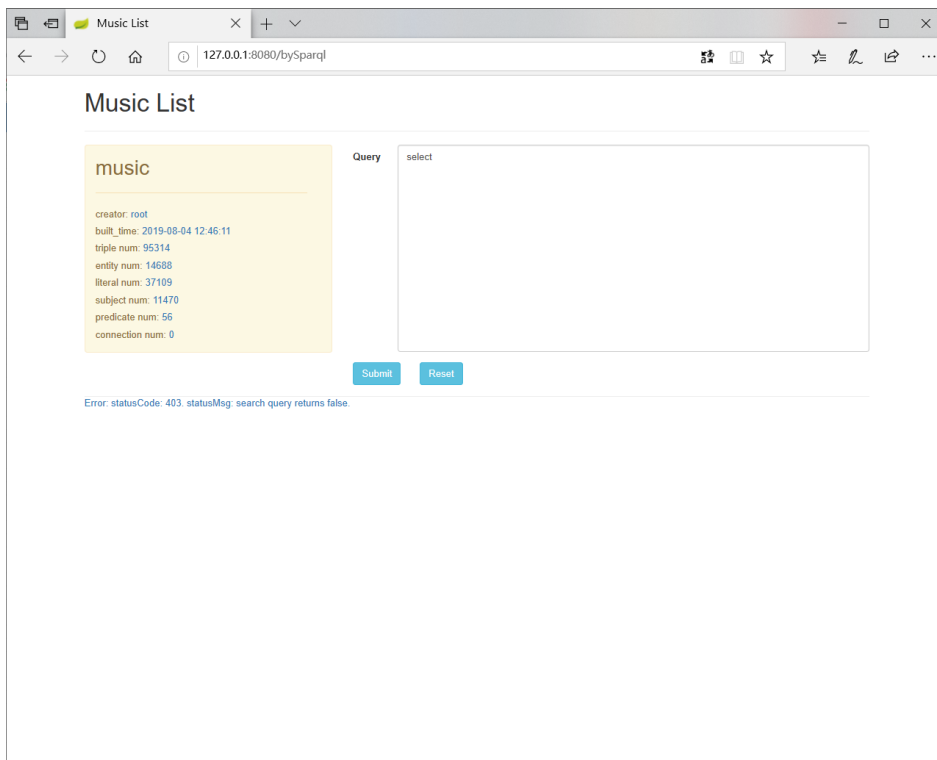 Music List
127.0.0.1:8080/bySparql
Music List
music
creator: root
built_time: 2019-08-04 12:46:11
triple num: 95314
entity num: 14688
literal num: 37109
subject num: 11470
predicate num: 56
connection num: 0
Query
select
Submit
Reset
Error: statusCode: 403. statusMsg: search query returns false.